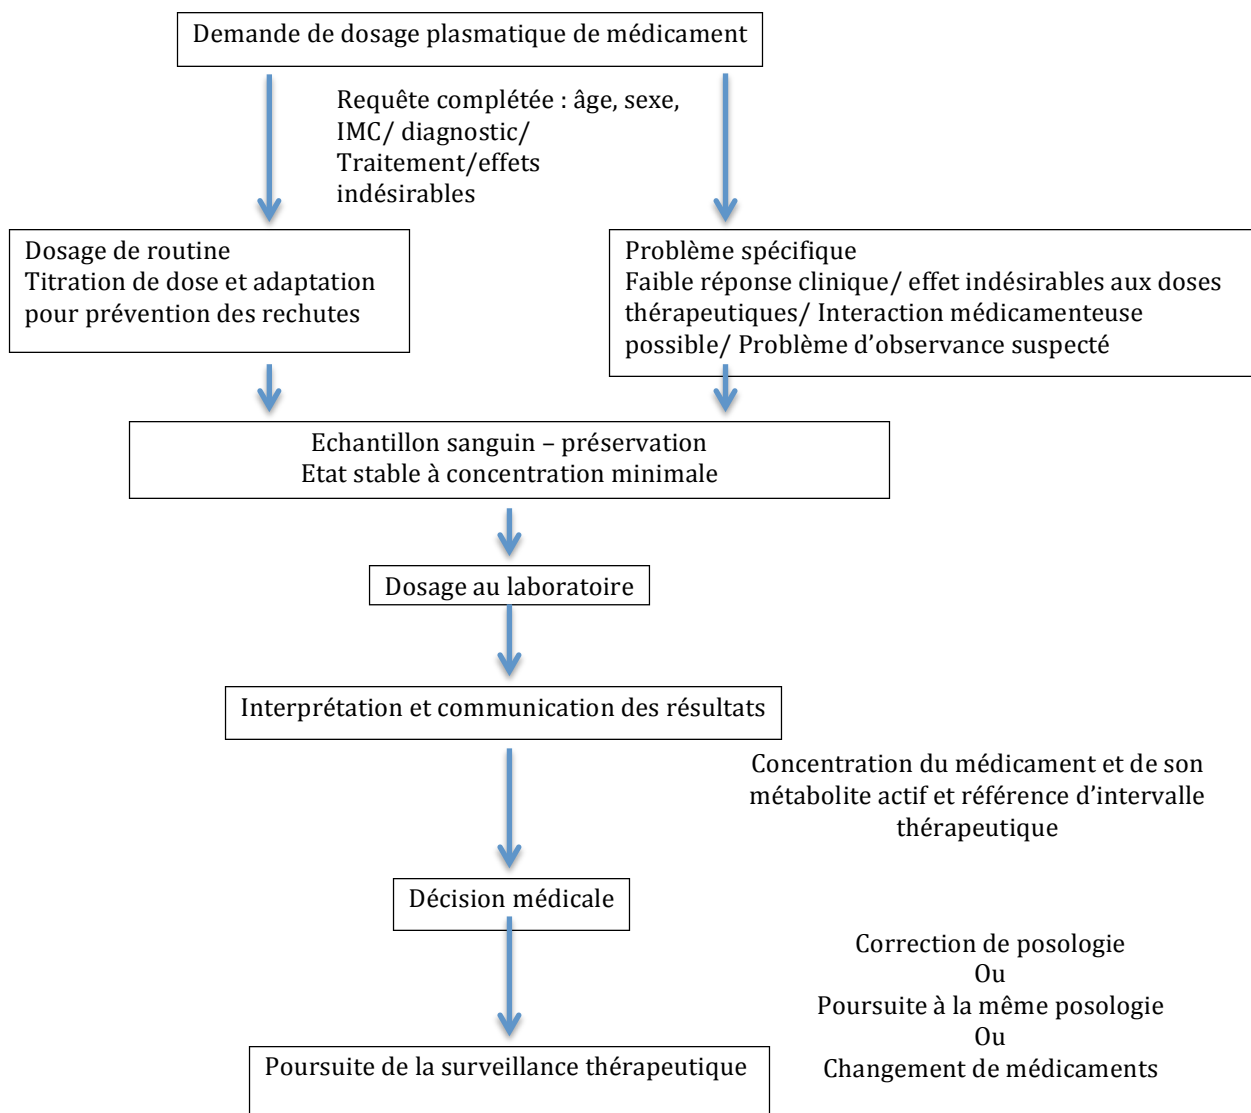 Demande de dosage plasmatique de médicament
Requête complétée : âge, sexe,
IMC/ diagnostic/
Traitement/effets
indésirables
Dosage de routine
Titration de dose et adaptation
pour prévention des rechutes
Problème spécifique
Faible réponse clinique/ effet indésirables aux doses
thérapeutiques/ Interaction médicamenteuse
possible/ Problème d’observance suspecté
Echantillon sanguin – préservation
Etat stable à concentration minimale
Dosage au laboratoire
Interprétation et communication des résultats
Concentration du médicament et de son
métabolite actif et référence d’intervalle
thérapeutique
Décision médicale
Correction de posologie
Ou
Poursuite à la même posologie
Ou
Changement de médicaments
Poursuite de la surveillance thérapeutique